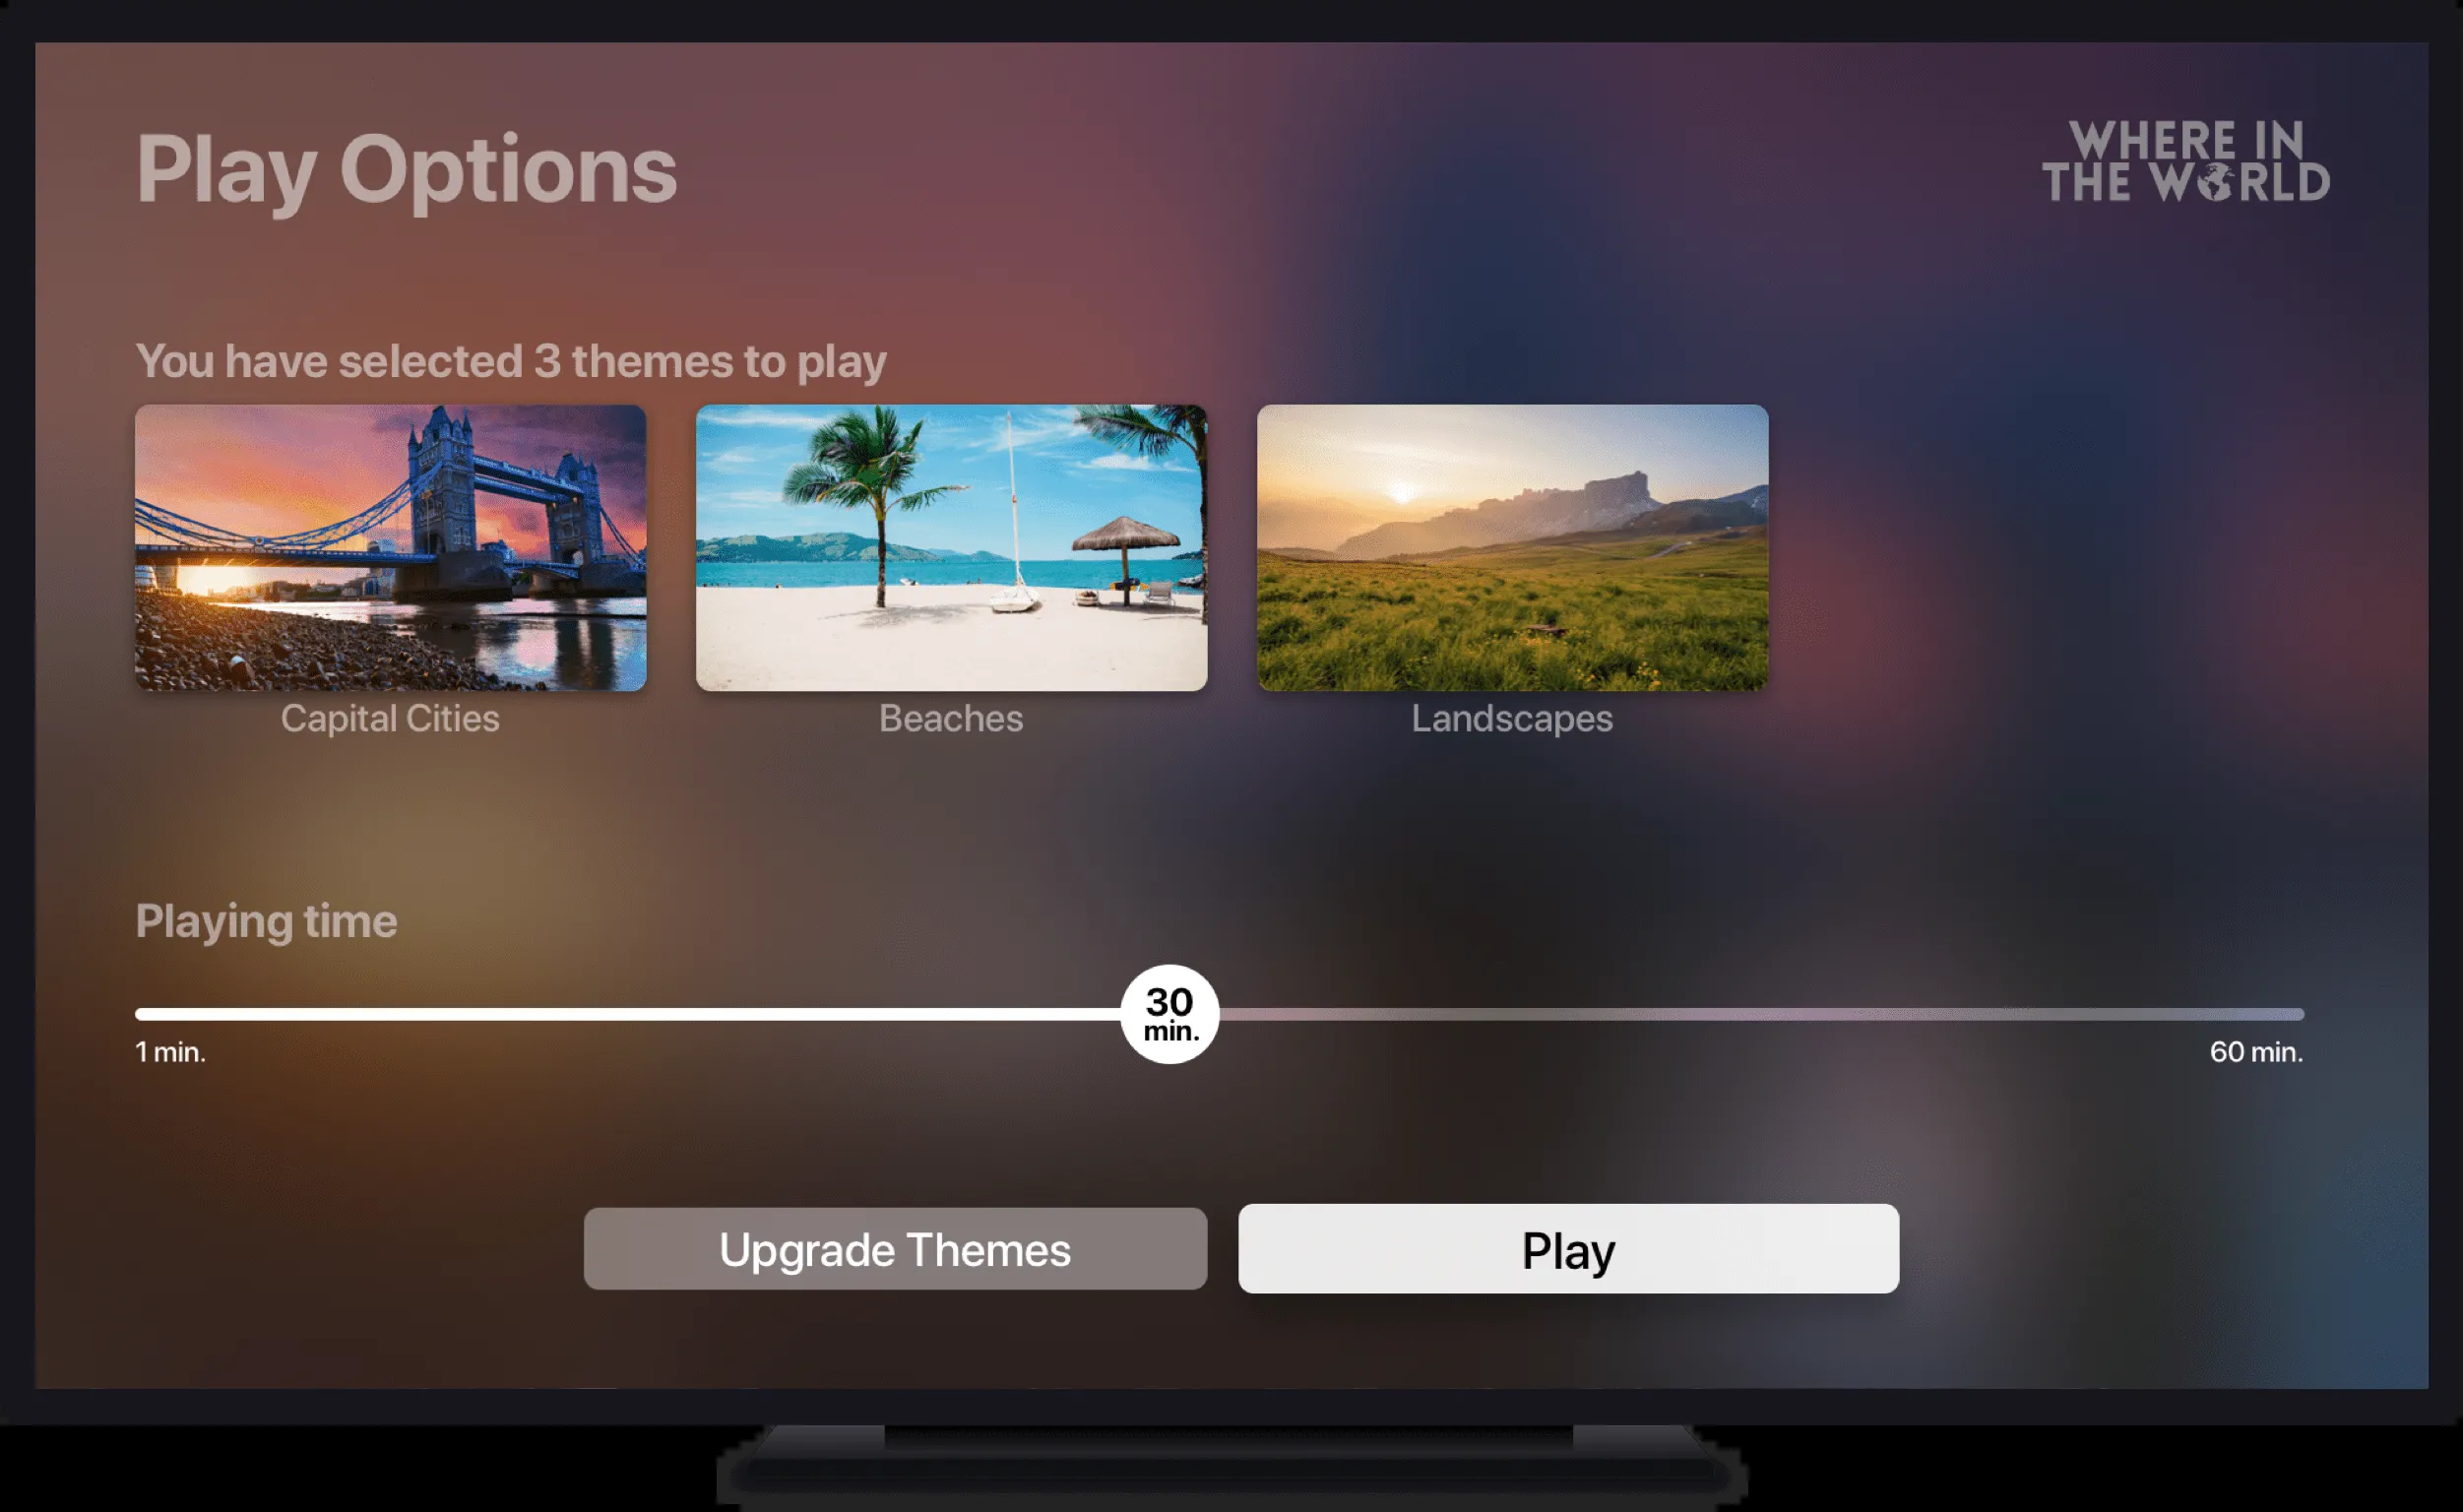 Play Options
WHERE IN
THE WORLD
You have selected 3 themes to play
Capital Cities
Beaches
Landscapes
Playing time
30
min.
1 min.
60 min.
Upgrade Themes
Play